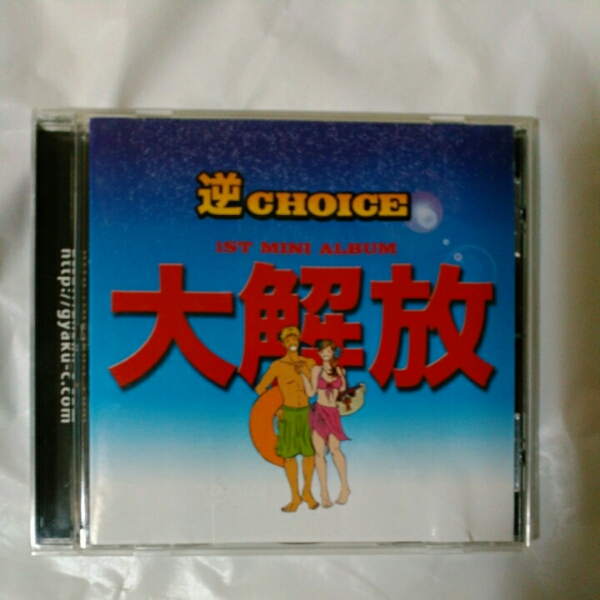 逆CHOICE
1ST MINI ALBUM
大解放
http://gyaku-c.com